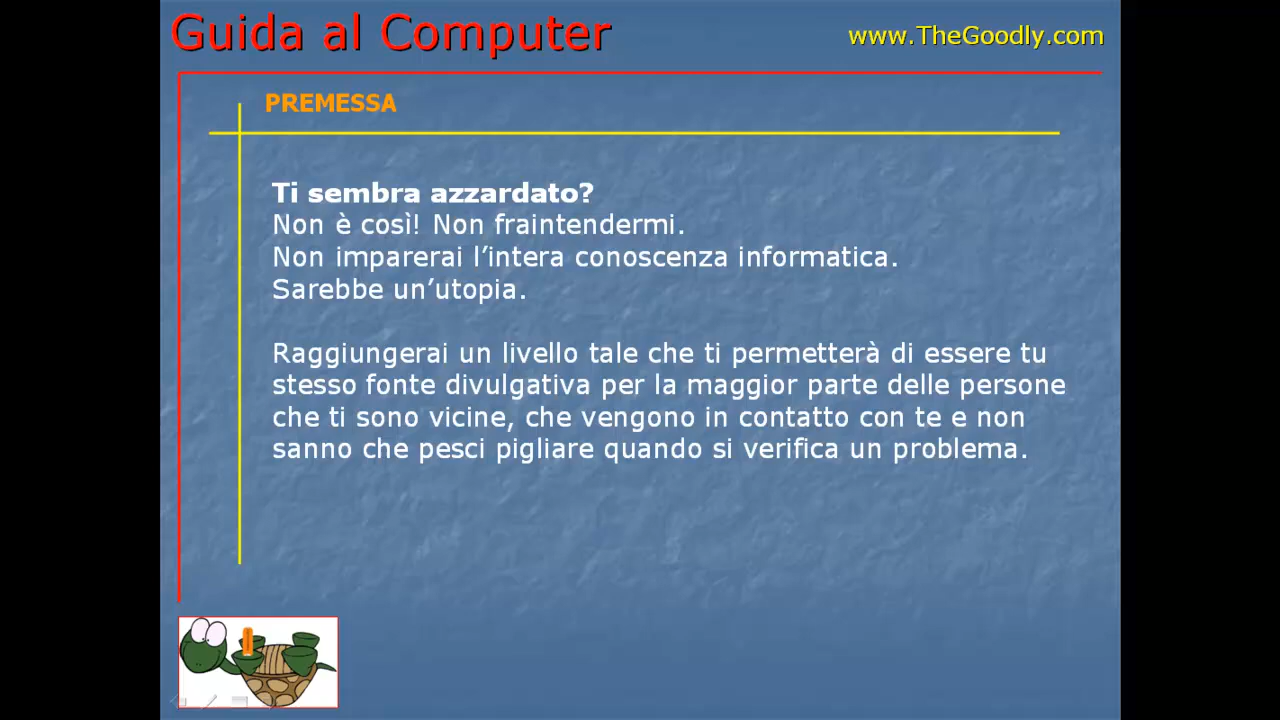 Guida al Computer
www.TheGoodly.com
PREMESSA
Ti sembra azzardato?
Non è così! Non fraintendermi.
Non imparerai l’intera conoscenza informatica.
Sarebbe un’utopia.
Raggiungerai un livello tale che ti permetterà di essere tu
stesso fonte divulgativa per la maggior parte delle persone
che ti sono vicine, che vengono in contatto con te e non
sanno che pesci pigliare quando si verifica un problema.